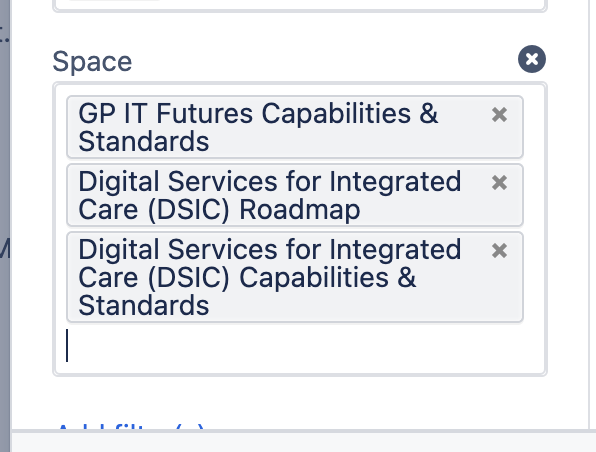 Space
GP IT Futures Capabilities &
Standards
Digital Services for Integrated
Care (DSIC) Roadmap
Digital Services for Integrated
Care (DSIC) Capabilities &
Standards